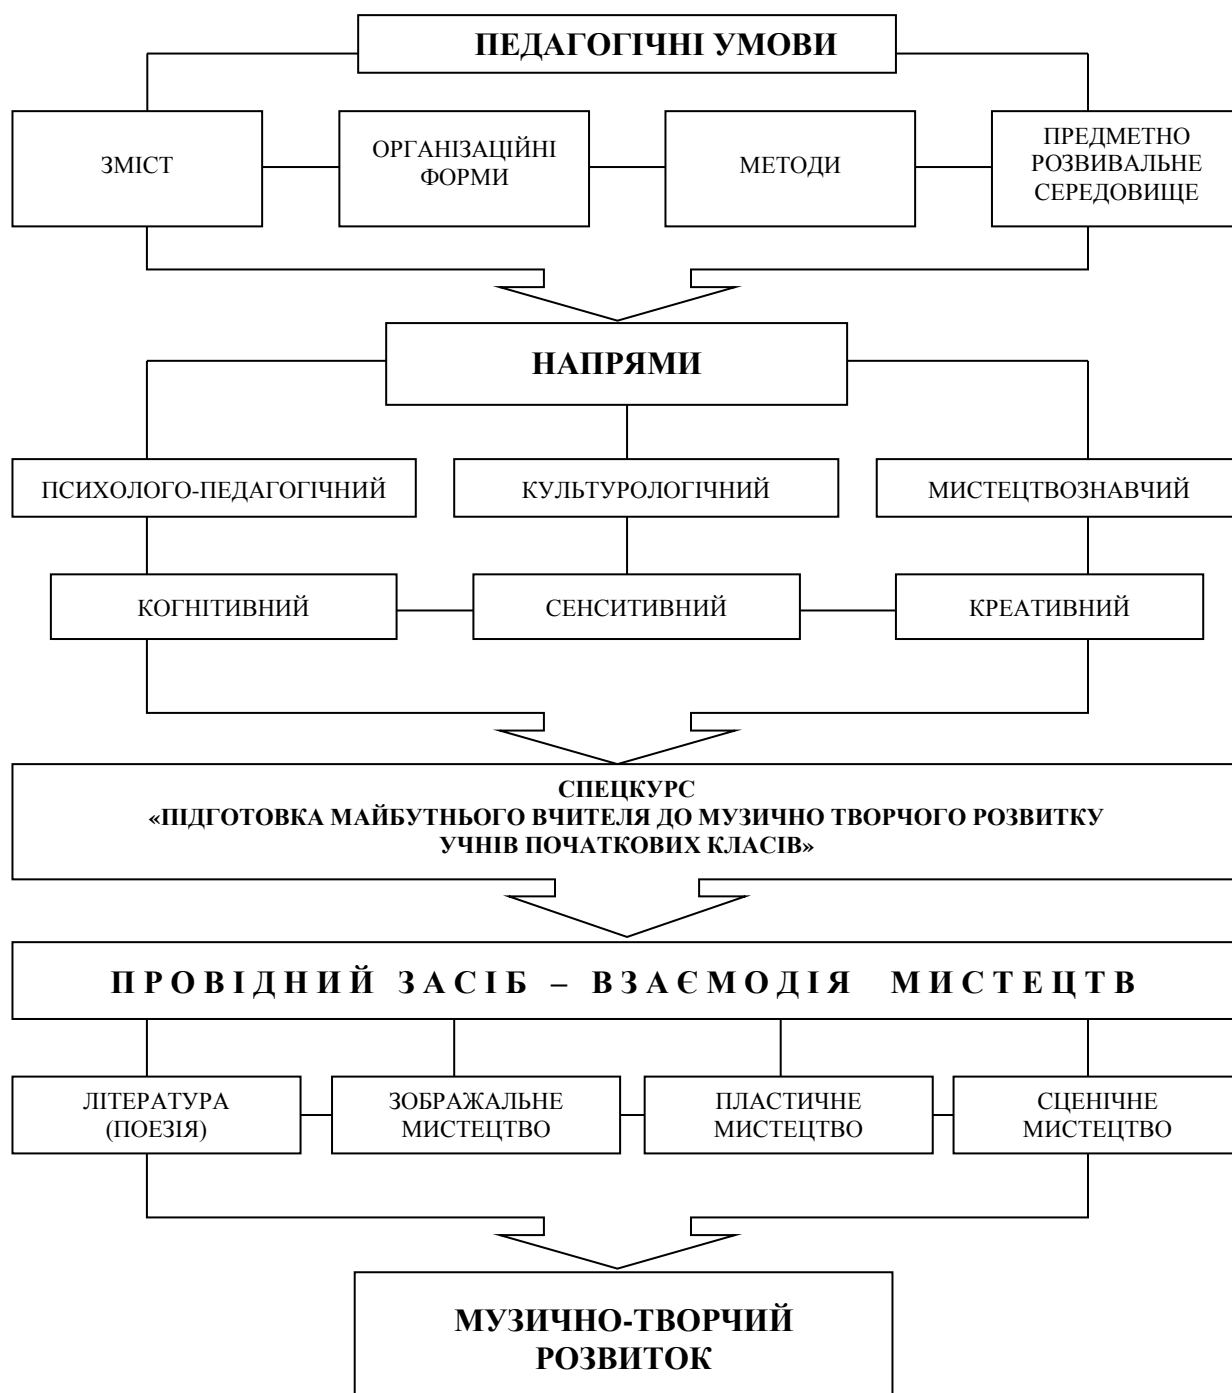 ПЕДАГОГІЧНІ УМОВИ
ЗМІСТ
ОРГАНІЗАЦІЙНІ
ФОРМИ
МЕТОДИ
ПРЕДМЕТНО
РОЗВИВАЛЬНЕ
СЕРЕДОВИЩЕ
НАПРЯМИ
ПСИХОЛОГО-ПЕДАГОГІЧНИЙ
КУЛЬТУРОЛОГІЧНИЙ
МИСТЕЦТВОЗНАВЧИЙ
КОГНІТИВНИЙ
СЕНСИТИВНИЙ
КРЕАТИВНИЙ
СПЕЦКУРС
«ПІДГОТОВКА МАЙБУТНЬОГО ВЧИТЕЛЯ ДО МУЗИЧНО ТВОРЧОГО РОЗВИТКУ
УЧНІВ ПОЧАТКОВИХ КЛАСІВ»
ПРОВІДНИЙ ЗАСІБ – ВЗАЄМОДІЯ МИСТЕЦТВ
ЛІТЕРАТУРА
(ПОЕЗІЯ)
ЗОБРАЖАЛЬНЕ
МИСТЕЦТВО
ПЛАСТИЧНЕ
МИСТЕЦТВО
СЦЕНІЧНЕ
МИСТЕЦТВО
МУЗИЧНО-ТВОРЧИЙ
РОЗВИТОК